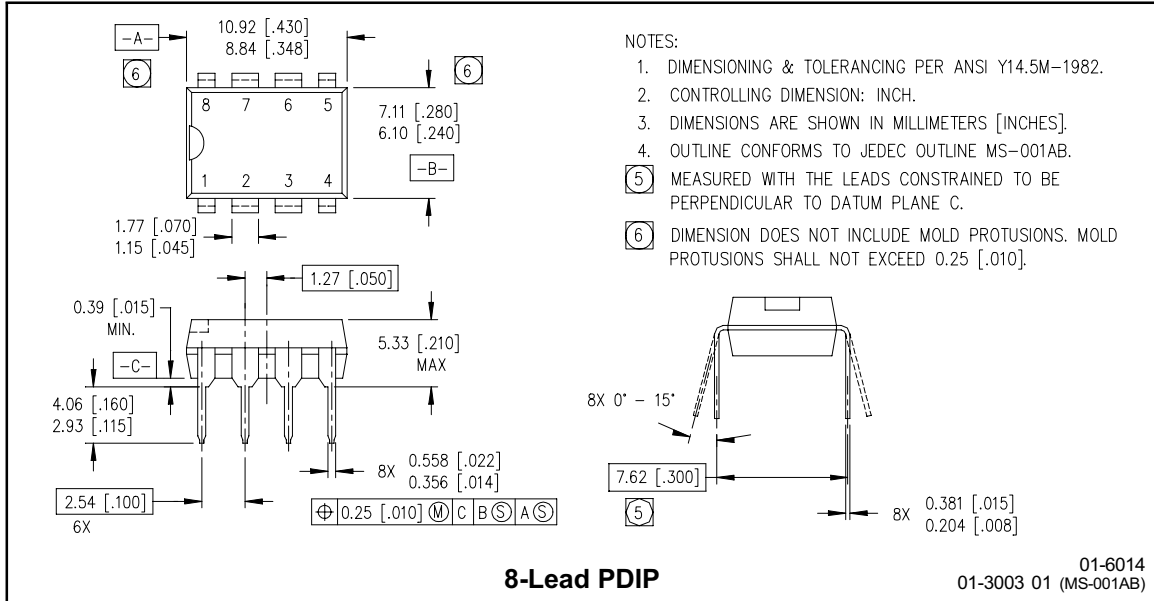 -A-
10.92 [.430]
8.84 [.348]
6
6
8 7 6 5
1 2 3 4
7.11 [.280]
6.10 [.240]
-B-
1.77 [.070]
1.15 [.045]
1.27 [.050]
0.39 [.015]
MIN.
-C-
5.33 [.210]
MAX
4.06 [.160]
2.93 [.115]
2.54 [.100]
6X
8X 0.558 [.022]
0.356 [.014]
⌖ 0.25 [.010] Ⓜ C B Ⓢ A Ⓢ
NOTES:
1. DIMENSIONING & TOLERANCING PER ANSI Y14.5M-1982.
2. CONTROLLING DIMENSION: INCH.
3. DIMENSIONS ARE SHOWN IN MILLIMETERS [INCHES].
4. OUTLINE CONFORMS TO JEDEC OUTLINE MS-001AB.
5 MEASURED WITH THE LEADS CONSTRAINED TO BE
PERPENDICULAR TO DATUM PLANE C.
6 DIMENSION DOES NOT INCLUDE MOLD PROTUSIONS. MOLD
PROTUSIONS SHALL NOT EXCEED 0.25 [.010].
8X 0° - 15°
7.62 [.300]
5
8X 0.381 [.015]
0.204 [.008]
8-Lead PDIP
01-6014
01-3003 01 (MS-001AB)